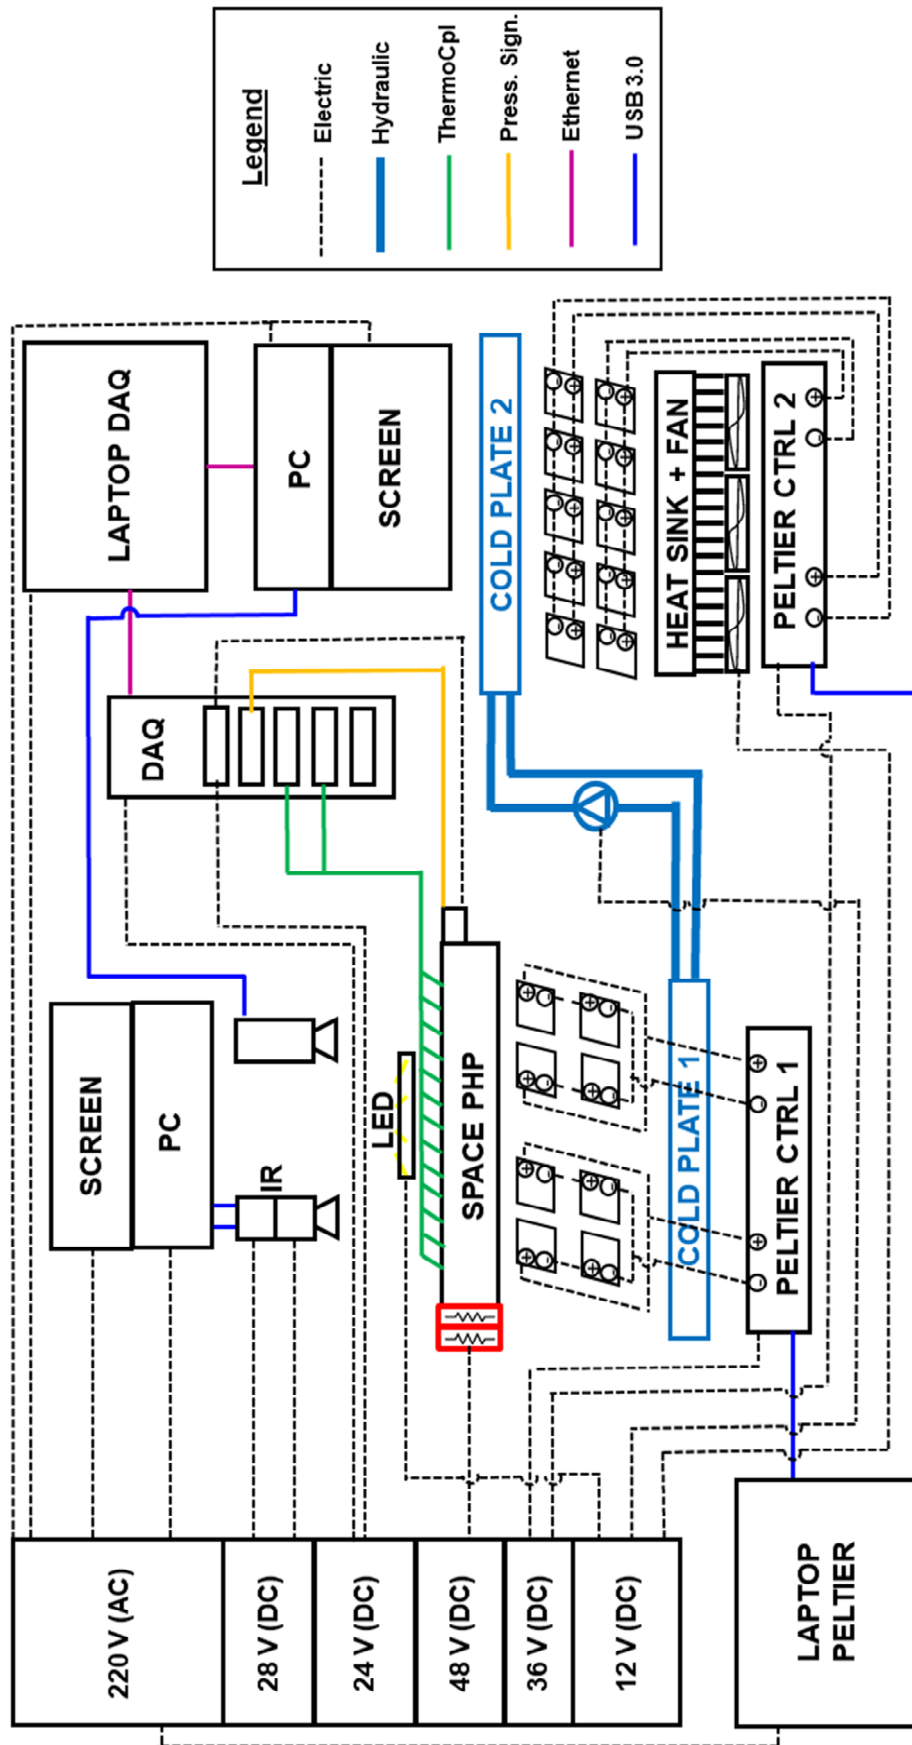 220 V (AC)
28 V (DC)
24 V (DC)
48 V (DC)
36 V (DC)
12 V (DC)
LAPTOP
PELTIER
SCREEN
PC
IR
LED
SPACE PHP
COLD PLATE 1
PELTIER CTRL 1
DAQ
LAPTOP DAQ
PC
SCREEN
COLD PLATE 2
HEAT SINK + FAN
PELTIER CTRL 2
Legend
Electric
Hydraulic
ThermoCpl
Press. Sign.
Ethernet
USB 3.0